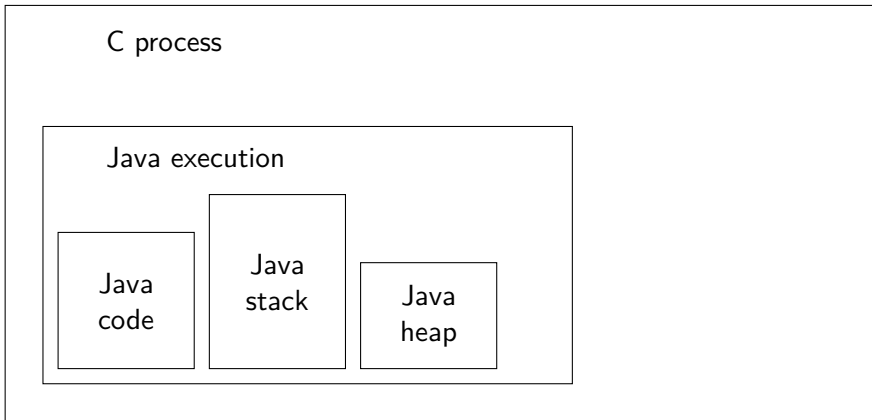 C process
Java execution
Java
code
Java
stack
Java
heap